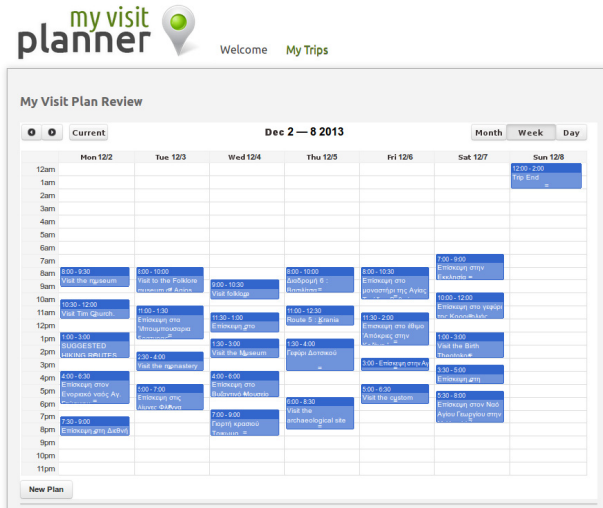 my visit
planner
Welcome
My Trips
My Visit Plan Review
Current
Dec 2 — 8 2013
Month
Week
Day
Mon 12/2
Tue 12/3
Wed 12/4
Thu 12/5
Fri 12/6
Sat 12/7
Sun 12/8
12am
1am
2am
3am
4am
5am
6am
7am
8am
9am
10am
11am
12pm
1pm
2pm
3pm
4pm
5pm
6pm
7pm
8pm
9pm
10pm
11pm
8:00 - 9:30
Visit the museum
10:30 - 12:00
Visit Tim Church.
1:00 - 3:00
SUGGESTED
HIKING ROUTES
4:00 - 6:30
Επίσκεψη στον
Ενοριακό ναός Αγ.
7:30 - 9:00
Επίσκεψη στη Διεθνή
8:00 - 10:00
Visit to the Folklore
museum of Agios
11:00 - 1:30
Επίσκεψη στα
2:30 - 4:00
Visit the monastery
5:00 - 7:00
Επίσκεψη στις
9:00 - 10:30
Visit folklore
11:30 - 1:00
Επίσκεψη στο
1:30 - 3:00
Visit the Museum
4:00 - 6:00
Επίσκεψη στο
Βυζαντινό Μουσείο
7:00 - 9:00
Γιορτή κρασιού
8:00 - 10:00
Διαδρομή 6 :
11:00 - 12:30
Route 5 : Krania
1:30 - 4:00
Γεφύρι
6:00 - 8:30
Visit the
archaeological site
8:00 - 10:30
Επίσκεψη στο
μοναστήρι της Αγίας
11:30 - 2:00
Επίσκεψη στο έθιμο
'Απόκριες στην
3:00 - Επίσκεψη στην Αγ
5:00 - 6:30
Visit the custom
7:00 - 9:00
Επίσκεψη στην
Εκκλησία
10:00 - 12:00
Επίσκεψη στο γεφύρι
1:00 - 3:00
Visit the Birth
Theotokos
3:30 - 5:00
Επίσκεψη στη
5:30 - 8:00
Επίσκεψη στον Ναό
Αγίου Γεωργίου στην
12:00 - 2:00
Trip End
New Plan